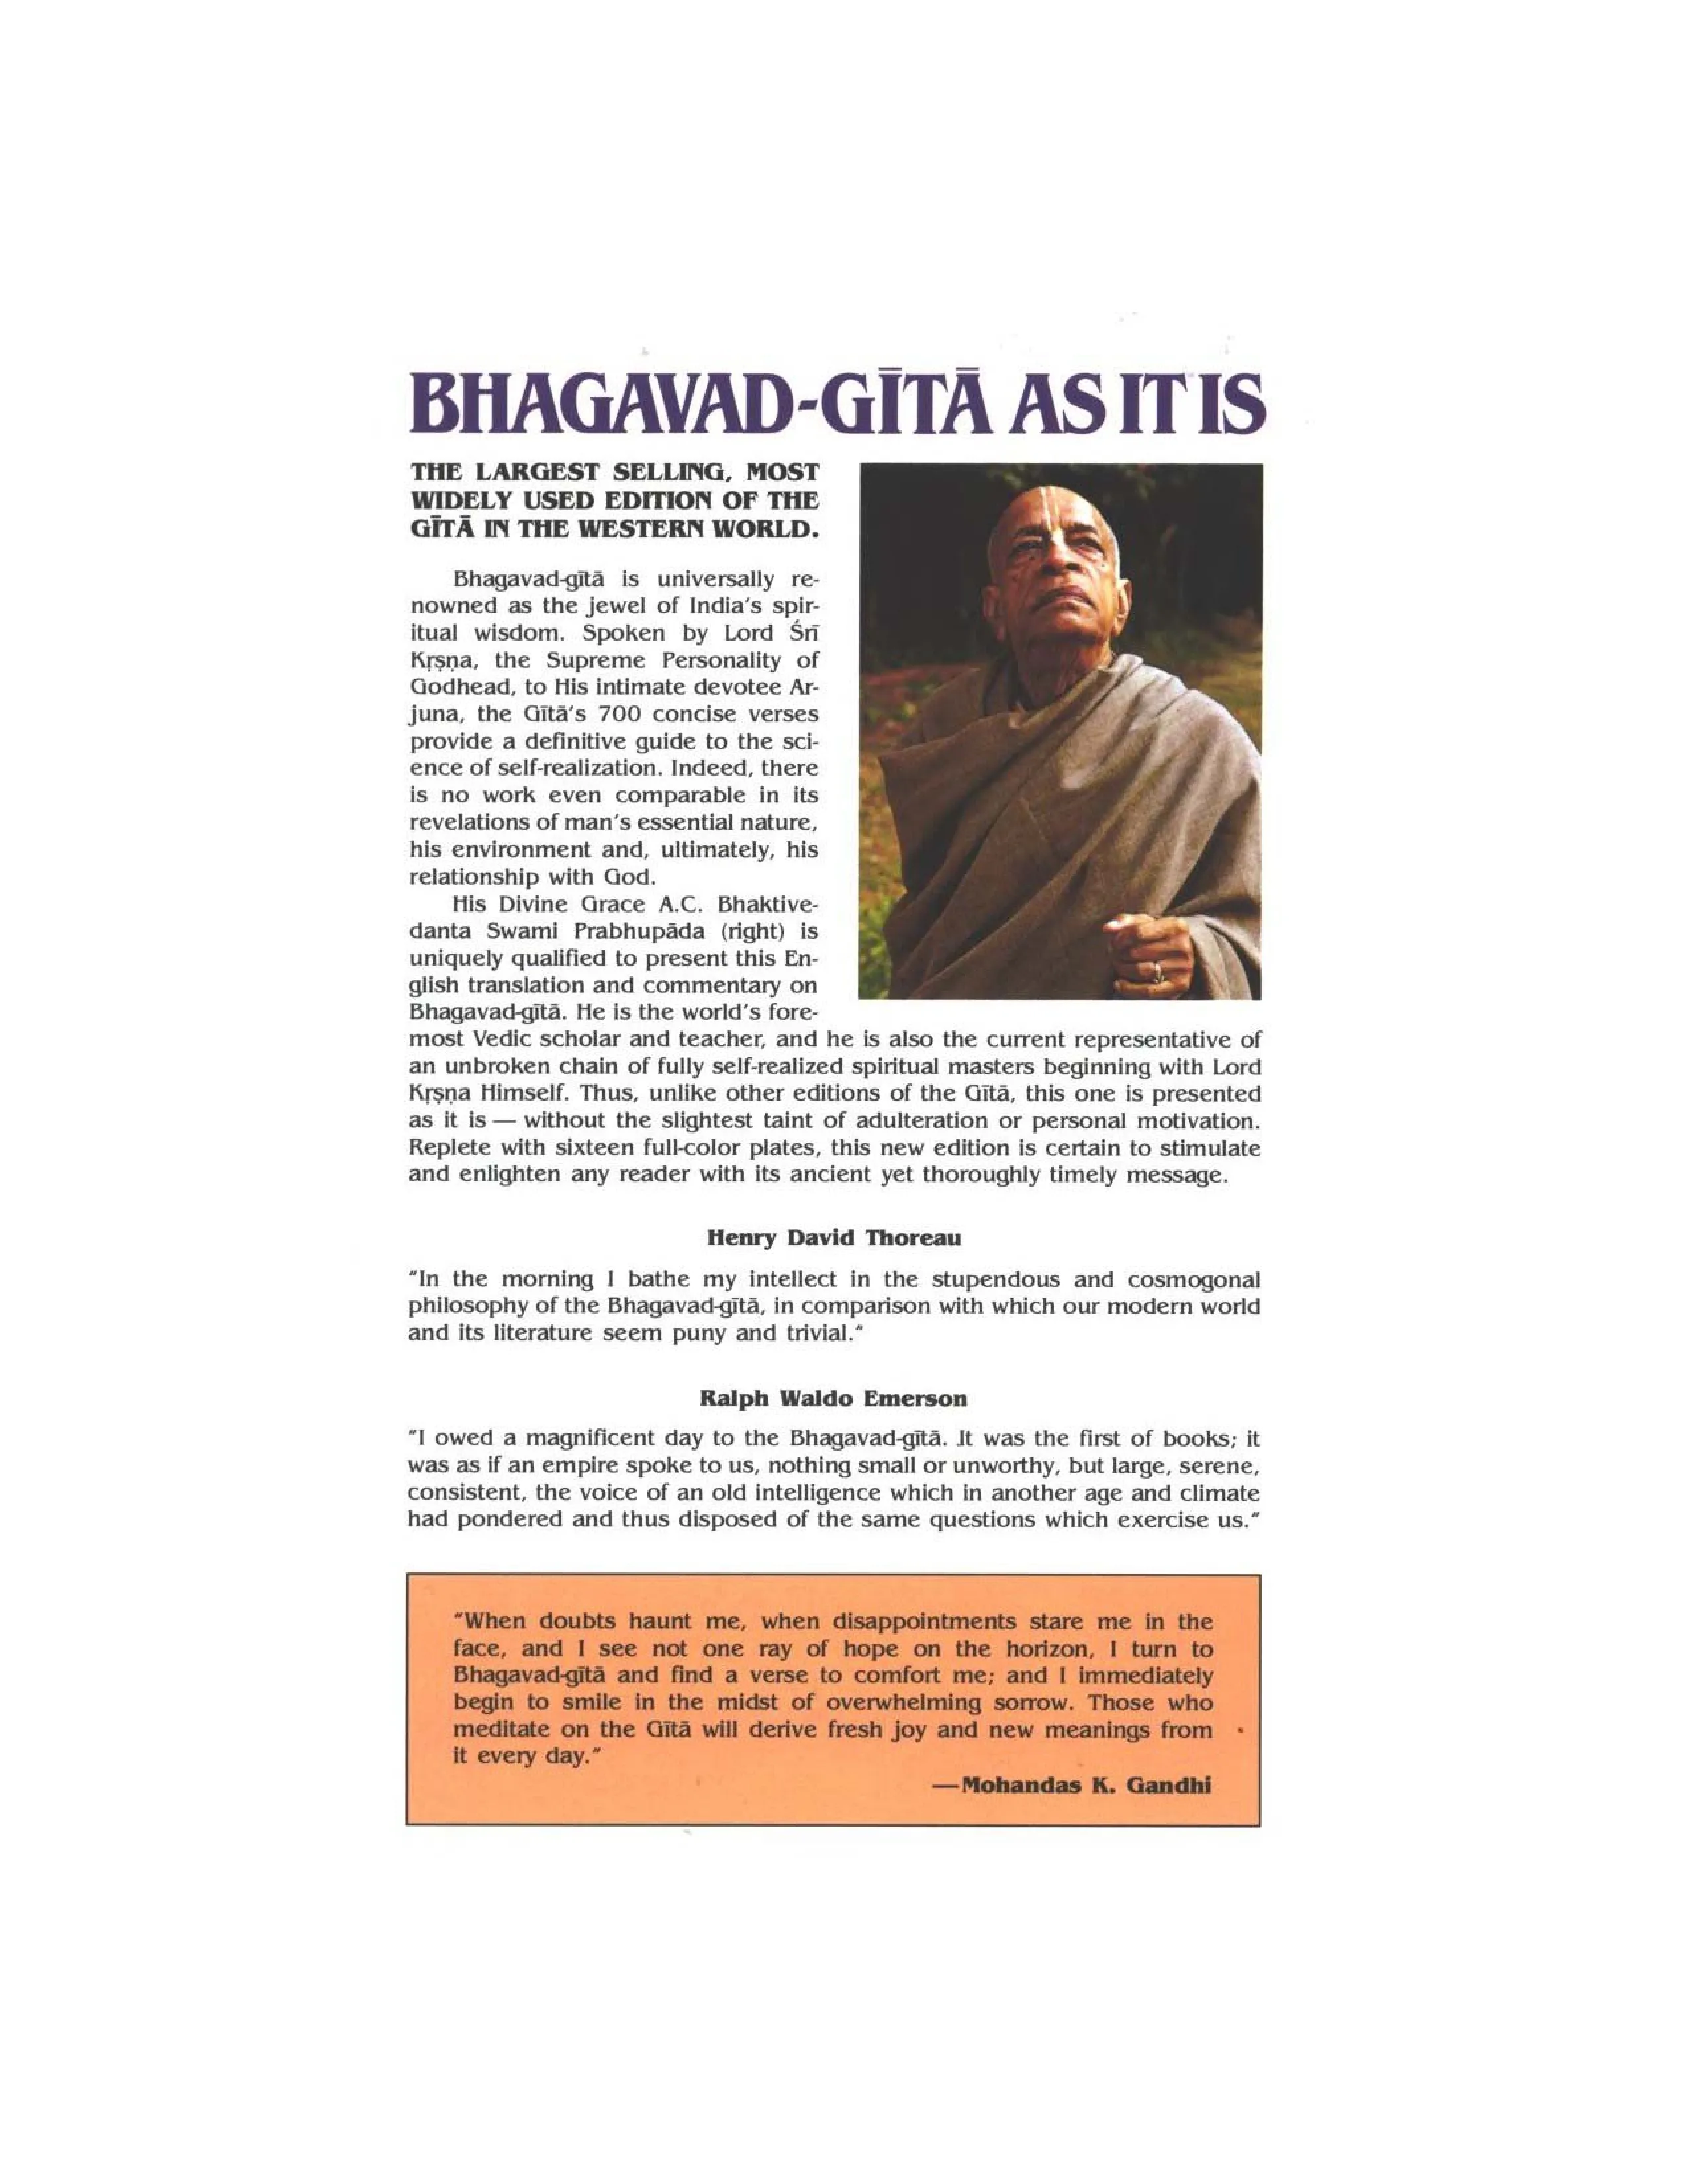 BHAGAVAD-GĪTĀ AS IT IS
THE LARGEST SELLING, MOST
WIDELY USED EDITION OF THE
GĪTĀ IN THE WESTERN WORLD.
Bhagavad-gītā is universally re-
nowned as the jewel of India's spir-
itual wisdom. Spoken by Lord Śrī
Kṛṣṇa, the Supreme Personality of
Godhead, to His intimate devotee Ar-
juna, the Gītā's 700 concise verses
provide a definitive guide to the sci-
ence of self-realization. Indeed, there
is no work even comparable in its
revelations of man's essential nature,
his environment and, ultimately, his
relationship with God.
His Divine Grace A.C. Bhaktive-
danta Swami Prabhupāda (right) is
uniquely qualified to present this En-
glish translation and commentary on
Bhagavad-gītā. He is the world's fore-
most Vedic scholar and teacher, and he is also the current representative of
an unbroken chain of fully self-realized spiritual masters beginning with Lord
Kṛṣṇa Himself. Thus, unlike other editions of the Gītā, this one is presented
as it is — without the slightest taint of adulteration or personal motivation.
Replete with sixteen full-color plates, this new edition is certain to stimulate
and enlighten any reader with its ancient yet thoroughly timely message.
Henry David Thoreau
"In the morning I bathe my intellect in the stupendous and cosmogonal
philosophy of the Bhagavad-gītā, in comparison with which our modern world
and its literature seem puny and trivial."
Ralph Waldo Emerson
"I owed a magnificent day to the Bhagavad-gītā. It was the first of books; it
was as if an empire spoke to us, nothing small or unworthy, but large, serene,
consistent, the voice of an old intelligence which in another age and climate
had pondered and thus disposed of the same questions which exercise us."
"When doubts haunt me, when disappointments stare me in the
face, and I see not one ray of hope on the horizon, I turn to
Bhagavad-gītā and find a verse to comfort me; and I immediately
begin to smile in the midst of overwhelming sorrow. Those who
meditate on the Gītā will derive fresh joy and new meanings from
it every day."
—Mohandas K. Gandhi